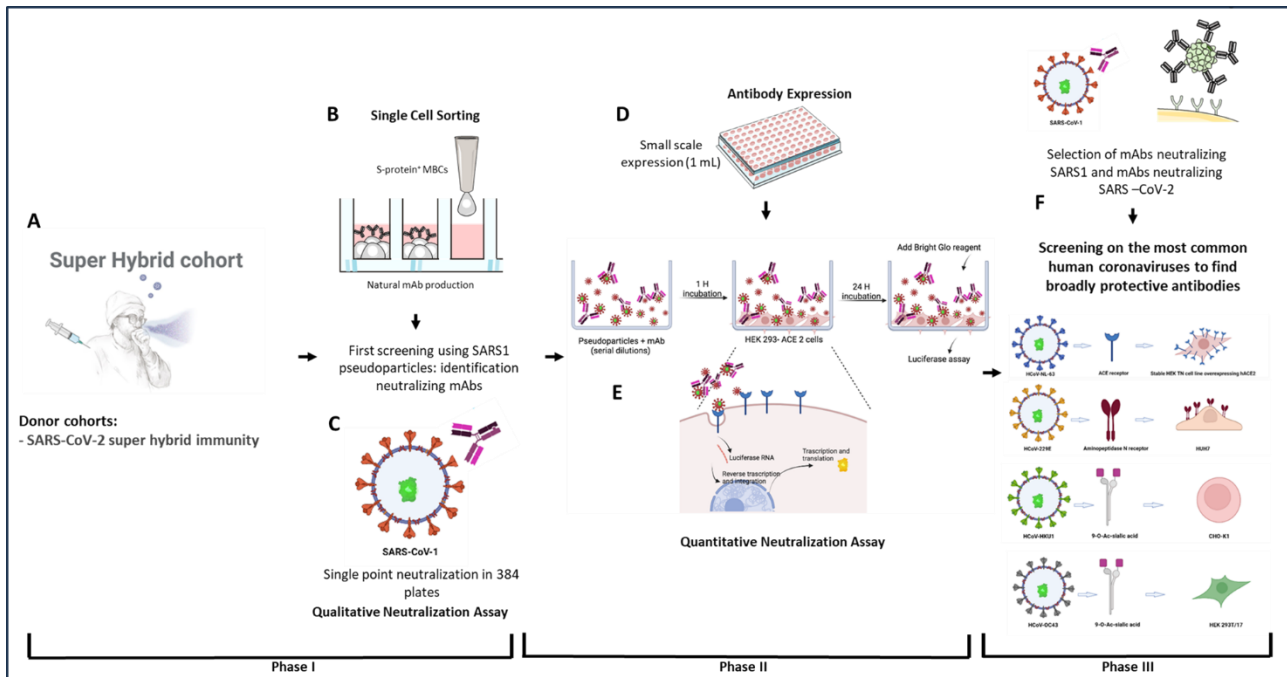 A
Super Hybrid cohort
Donor cohorts:
- SARS-CoV-2 super hybrid immunity
B
Single Cell Sorting
S-protein⁺ MBCs
Natural mAb production
First screening using SARS1
pseudoparticles: identification
neutralizing mAbs
C
SARS-CoV-1
Single point neutralization in 384
plates
Qualitative Neutralization Assay
Phase I
D
Antibody Expression
Small scale
expression (1 mL)
Pseudoparticles + mAb
(serial dilutions)
1 H
incubation
HEK 293- ACE 2 cells
24 H
incubation
Add Bright Glo reagent
Luciferase assay
E
Luciferase RNA
Reverse trascription
and integration
Trascription and
translation
Quantitative Neutralization Assay
Phase II
SARS-CoV-1
Selection of mAbs neutralizing
SARS1 and mAbs neutralizing
SARS –CoV-2
F
Screening on the most common
human coronaviruses to find
broadly protective antibodies
HCoV-NL-63
ACE receptor
Stable HEK TN cell line overexpressing hACE2
HCoV-229E
Aminopeptidase N receptor
HUH7
HCoV-HKU1
9-O-Ac-sialic acid
CHO-K1
HCoV-OC43
9-O-Ac-sialic acid
HEK 293T/17
Phase III